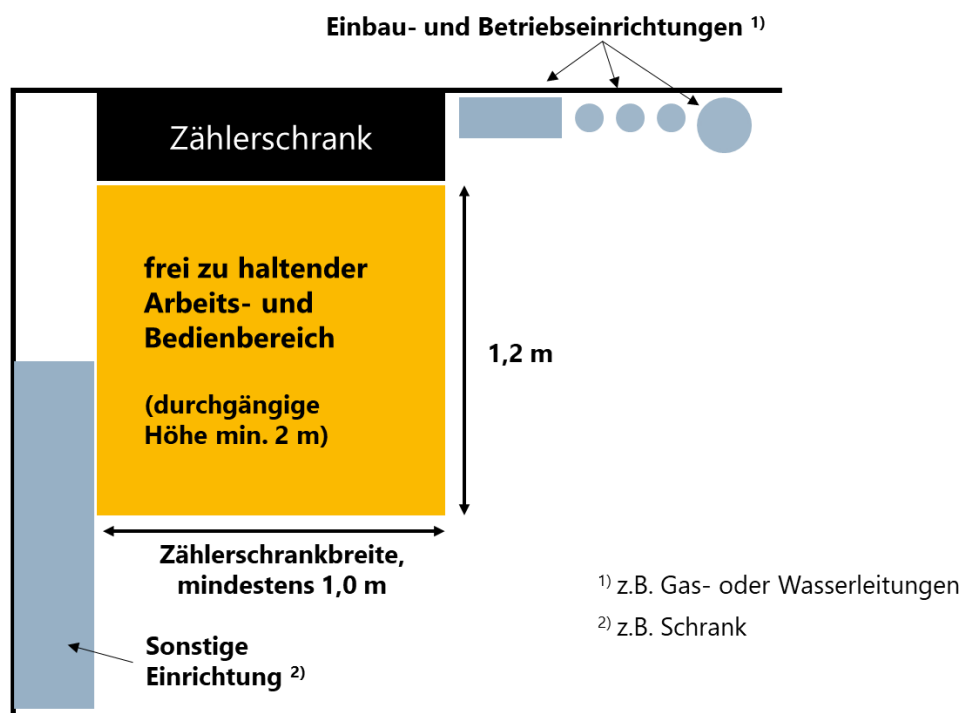 Einbau- und Betriebseinrichtungen ¹⁾
Zählerschrank
frei zu haltender
Arbeits- und
Bedienbereich
(durchgängige
Höhe min. 2 m)
1,2 m
Zählerschrankbreite,
mindestens 1,0 m
Sonstige
Einrichtung ²⁾
¹⁾ z.B. Gas- oder Wasserleitungen
²⁾ z.B. Schrank